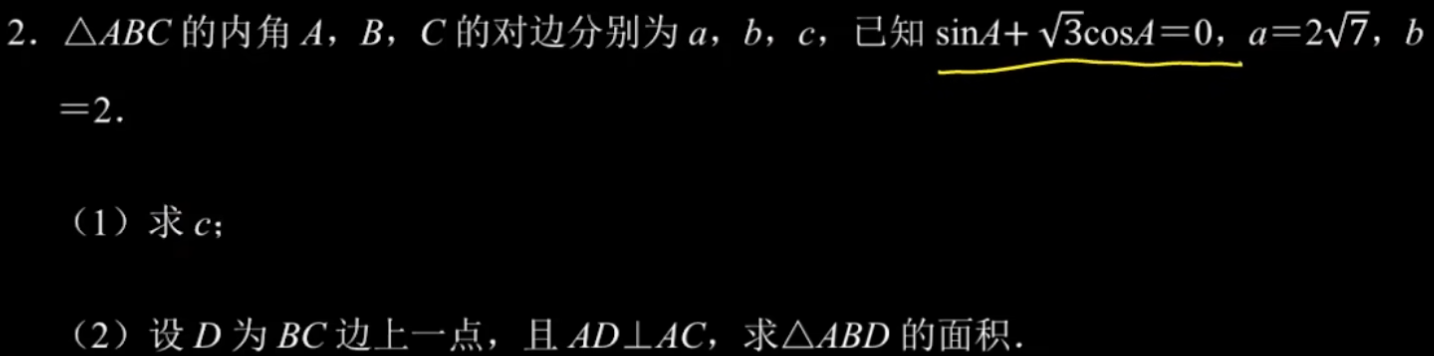 2. △ABC 的内角 A，B，C 的对边分别为 a，b，c，已知 sinA+√3cosA=0，a=2√7，b
=2.
（1）求 c；
（2）设 D 为 BC 边上一点，且 AD⊥AC，求△ABD 的面积.